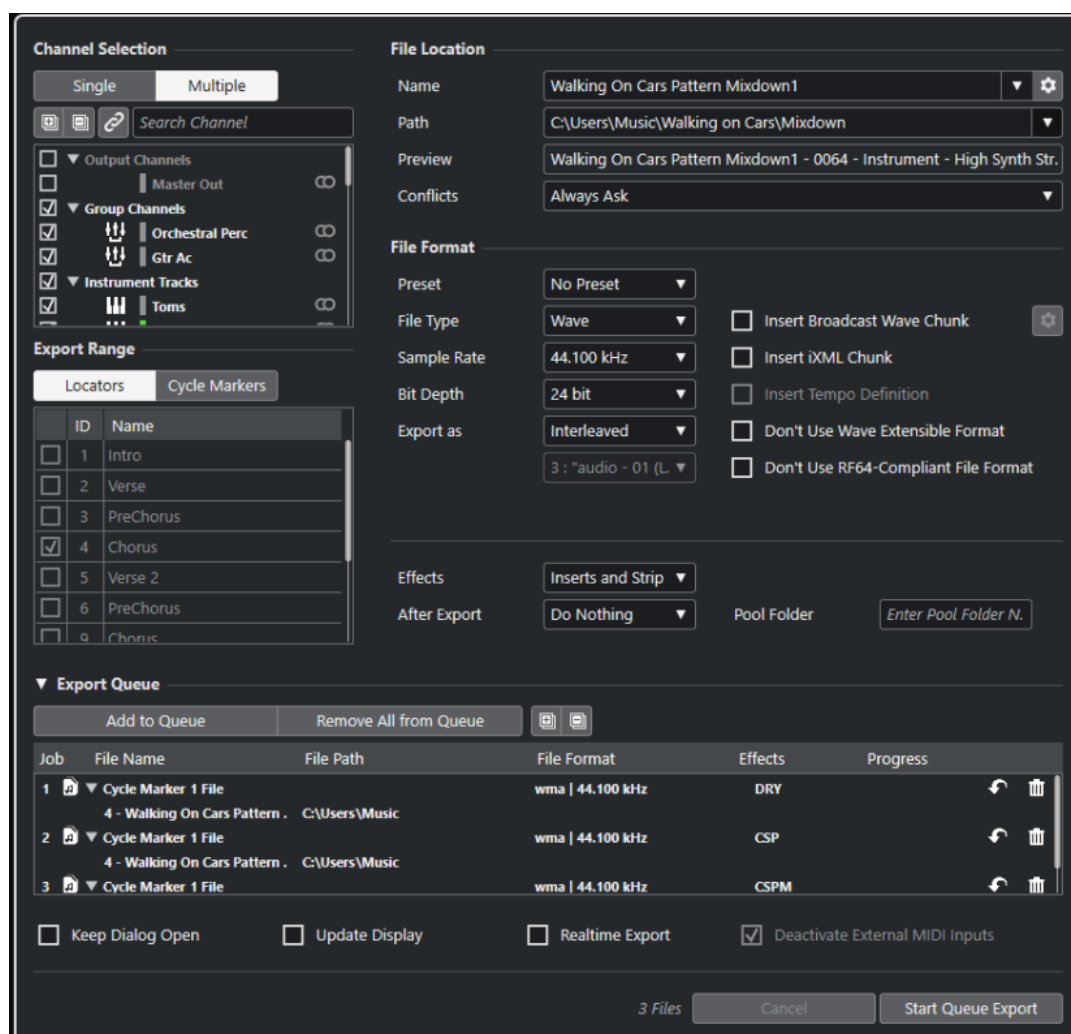 Channel Selection
Single Multiple
Search Channel
Output Channels
Master Out
Group Channels
Orchestral Perc
Gtr Ac
Instrument Tracks
Toms
Export Range
Locators Cycle Markers
ID Name
1 Intro
2 Verse
3 PreChorus
4 Chorus
5 Verse 2
6 PreChorus
9 Chorus
File Location
Name Walking On Cars Pattern Mixdown1
Path C:\Users\Music\Walking on Cars\Mixdown
Preview Walking On Cars Pattern Mixdown1 - 0064 - Instrument - High Synth Str.
Conflicts Always Ask
File Format
Preset No Preset
File Type Wave Insert Broadcast Wave Chunk
Sample Rate 44.100 kHz Insert iXML Chunk
Bit Depth 24 bit Insert Tempo Definition
Export as Interleaved Don't Use Wave Extensible Format
3 : "audio - 01 (L. Don't Use RF64-Compliant File Format
Effects Inserts and Strip
After Export Do Nothing Pool Folder Enter Pool Folder N.
Export Queue
Add to Queue Remove All from Queue
Job File Name File Path File Format Effects Progress
1 Cycle Marker 1 File wma | 44.100 kHz DRY
4 - Walking On Cars Pattern . C:\Users\Music
2 Cycle Marker 1 File wma | 44.100 kHz CSP
4 - Walking On Cars Pattern . C:\Users\Music
3 Cycle Marker 1 File wma | 44.100 kHz CSPM
Keep Dialog Open Update Display Realtime Export Deactivate External MIDI Inputs
3 Files Cancel Start Queue Export